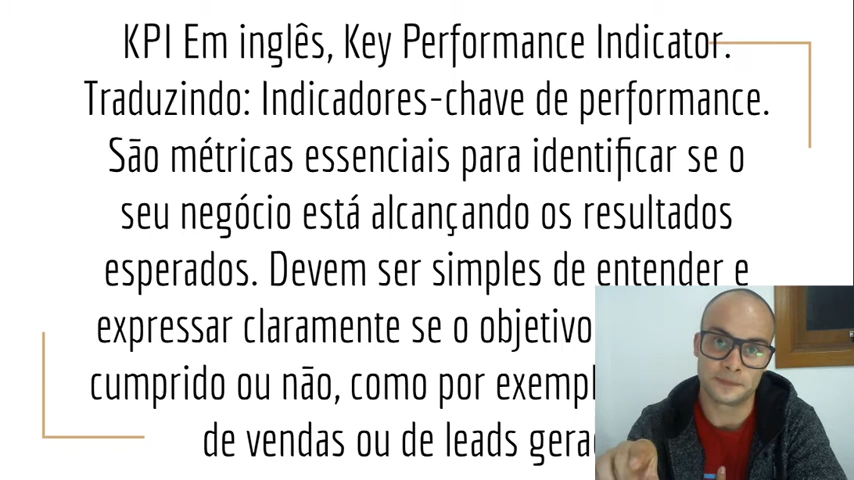 KPI Em inglês, Key Performance Indicator.
Traduzindo: Indicadores-chave de performance.
São métricas essenciais para identificar se o
seu negócio está alcançando os resultados
esperados. Devem ser simples de entender e
expressar claramente se o objetivo
cumprido ou não, como por
de vendas ou de leads